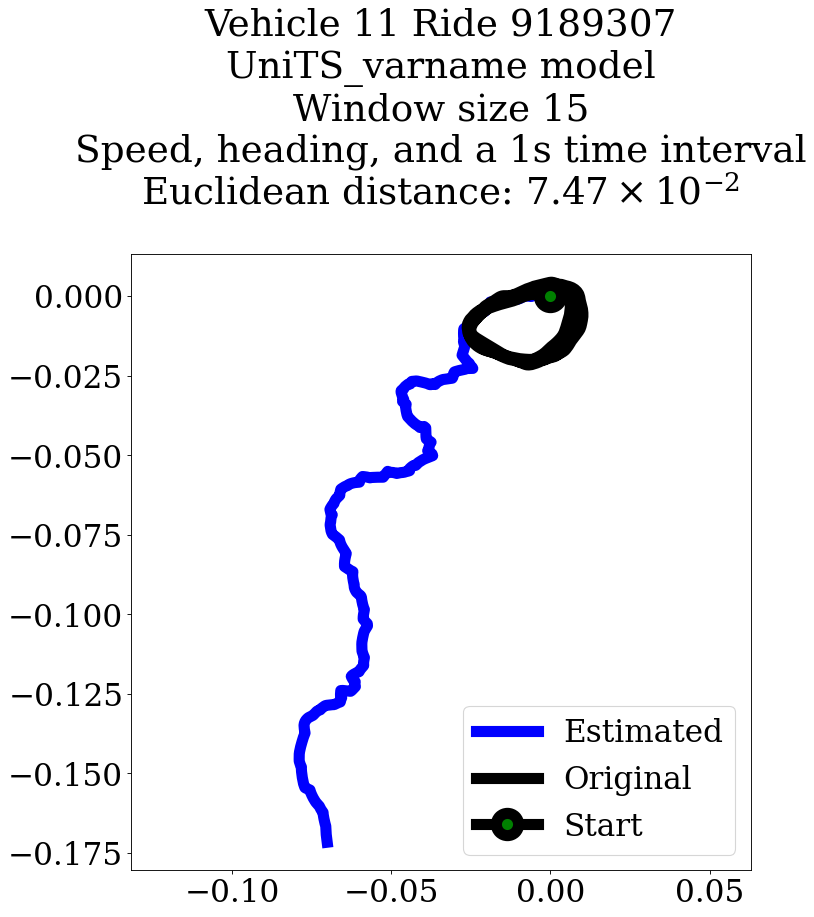 Vehicle 11 Ride 9189307
UniTS_varname model
Window size 15
Speed, heading, and a 1s time interval
Euclidean distance: 7.47 × 10⁻²
0.000
−0.025
−0.050
−0.075
−0.100
−0.125
−0.150
−0.175
Estimated
Original
Start
−0.10
−0.05
0.00
0.05